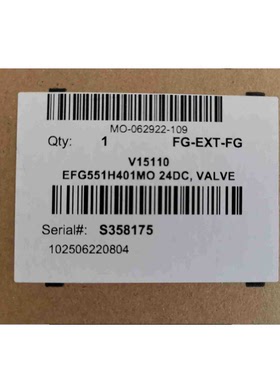 MO-062922-109
Qty: 1 FG-EXT-FG
V15110
EFG551H401MO 24DC, VALVE
Serial#: S358175
102506220804